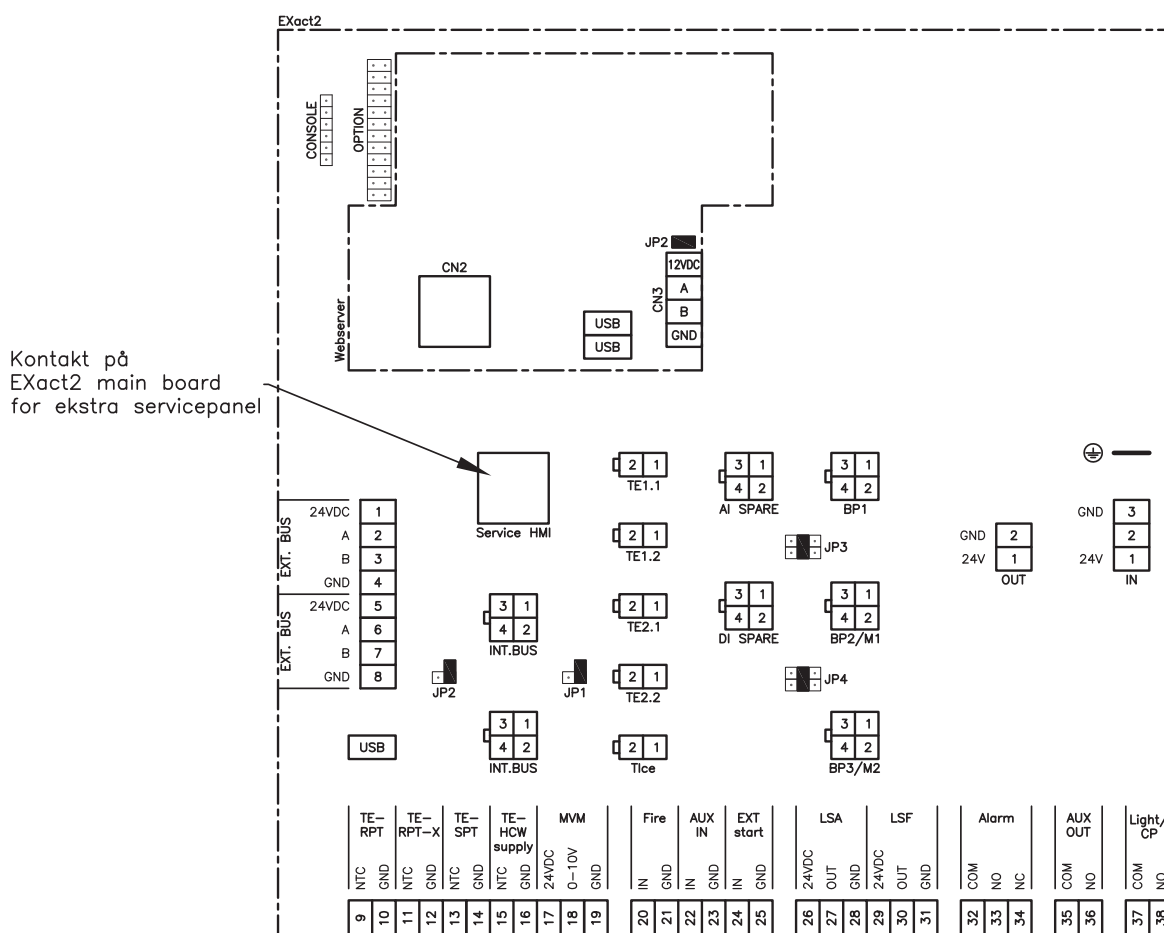 EXact2
CONSOLE
OPTION
JP2
CN2
12VDC
A
B
GND
CN3
USB
USB
Webserver
Kontakt på
EXact2 main board
for ekstra servicepanel
Service HMI
2 1
TE1.1
3 1
4 2
AI SPARE
3 1
4 2
BP1
EXT. BUS
24VDC 1
A 2
B 3
GND 4
EXT. BUS
24VDC 5
A 6
B 7
GND 8
2 1
TE1.2
JP3
GND 2
24V 1
OUT
GND 3
2
24V 1
IN
3 1
4 2
INT.BUS
2 1
TE2.1
3 1
4 2
DI SPARE
3 1
4 2
BP2/M1
JP2
JP1
2 1
TE2.2
JP4
USB
3 1
4 2
INT.BUS
2 1
TIce
3 1
4 2
BP3/M2
TE-
RPT
NTC GND
9 10
TE-
RPT-X
NTC GND
11 12
TE-
SPT
NTC GND
13 14
TE-
HCW
supply
NTC GND
15 16
MVM
24VDC 0-10V GND
17 18 19
Fire
IN GND
20 21
AUX
IN
IN GND
22 23
EXT
start
IN GND
24 25
LSA
24VDC OUT GND
26 27 28
LSF
24VDC OUT GND
29 30 31
Alarm
COM NO NC
32 33 34
AUX
OUT
COM NO
35 36
Light/
CP
COM NO
37 38